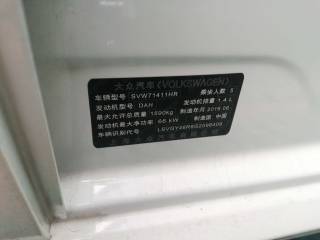 大众汽车(VOLKSWAGEN)
车辆型号 SVW71411HR 乘坐人数 5
发动机型号 DAH 发动机排量 1.4 L
最大允许总质量 1590kg 制造年月
发动机最大净功率 66 kW 制造国 中国
车辆识别代号